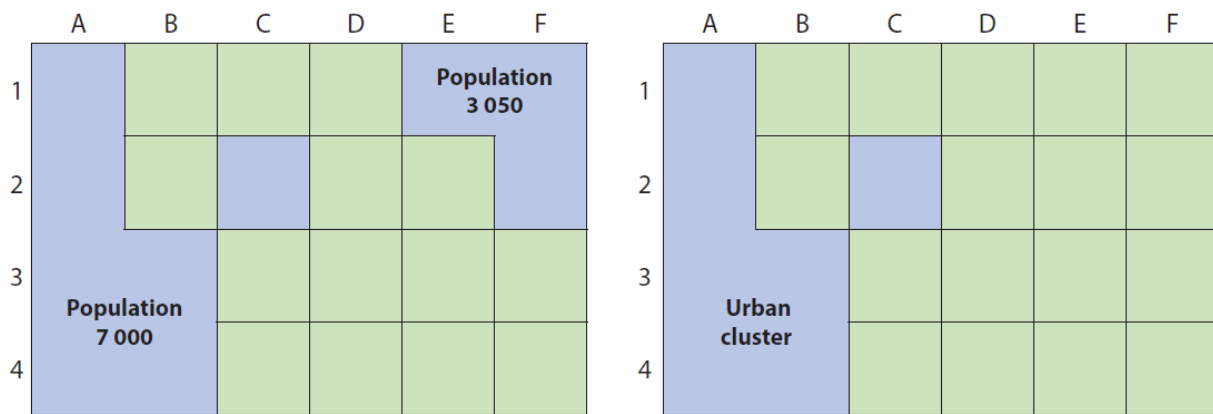 A B C D E F
1
Population
3 050
2
3
Population
7 000
4
A B C D E F
1
2
3
Urban
cluster
4